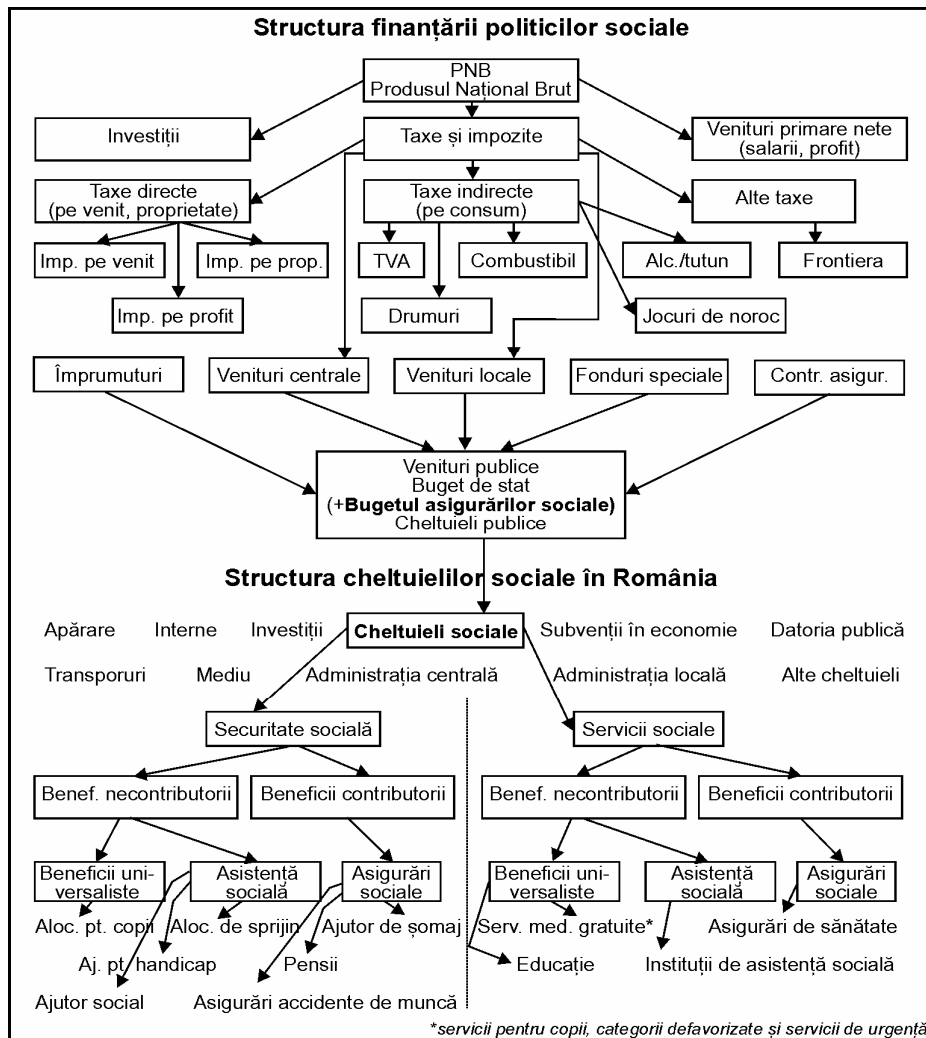 Structura finanțării politicilor sociale
PNB
Produsul Național Brut
Investiții
Taxe și impozite
Venituri primare nete
(salarii, profit)
Taxe directe
(pe venit, proprietate)
Taxe indirecte
(pe consum)
Alte taxe
Imp. pe venit
Imp. pe prop.
TVA
Combustibil
Alc./tutun
Frontiera
Imp. pe profit
Drumuri
Jocuri de noroc
Împrumuturi
Venituri centrale
Venituri locale
Fonduri speciale
Contr. asigur.
Venituri publice
Buget de stat
(+Bugetul asigurărilor sociale)
Cheltuieli publice
Structura cheltuielilor sociale în România
Apărare
Interne
Investiții
Cheltuieli sociale
Subvenții în economie
Datoria publică
Transporuri
Mediu
Administrația centrală
Administrația locală
Alte cheltuieli
Securitate socială
Servicii sociale
Benef. necontributorii
Beneficii contributorii
Benef. necontributorii
Beneficii contributorii
Beneficii uni-
versaliste
Asistență
socială
Asigurări
sociale
Beneficii uni-
versaliste
Asistență
socială
Asigurări
sociale
Aloc. pt. copii
Aloc. de sprijin
Ajutor de șomaj
Serv. med. gratuite*
Asigurări de sănătate
Aj. pt. handicap
Pensii
Educație
Instituții de asistență socială
Ajutor social
Asigurări accidente de muncă
*servicii pentru copii, categorii defavorizate și servicii de urgență